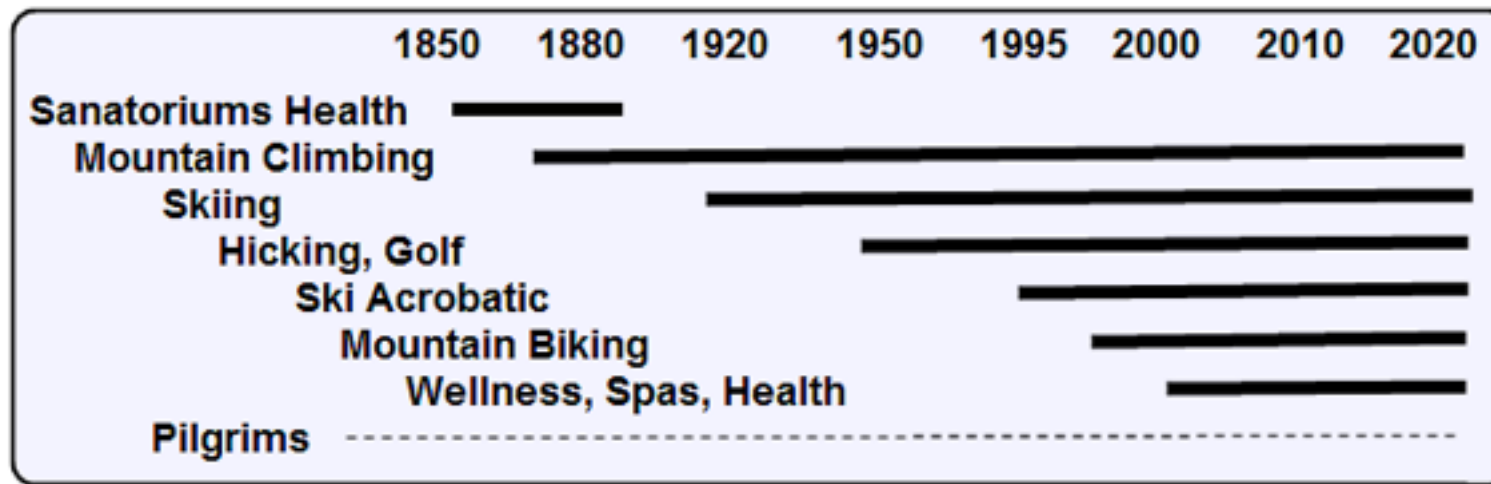 1850 1880 1920 1950 1995 2000 2010 2020
Sanatoriums Health
Mountain Climbing
Skiing
Hicking, Golf
Ski Acrobatic
Mountain Biking
Wellness, Spas, Health
Pilgrims